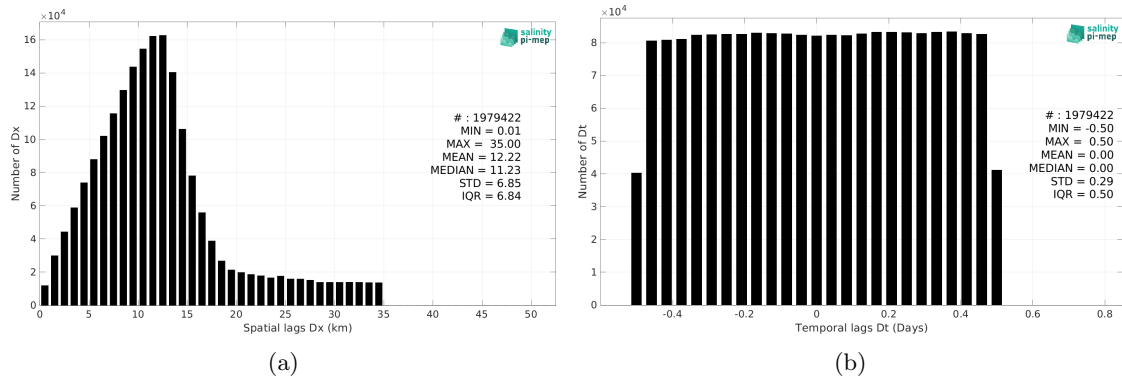 ×10⁴
16
14
12
10
8
6
4
2
0
Number of Dx
salinity
pi-mep
# : 1979422
MIN = 0.01
MAX = 35.00
MEAN = 12.22
MEDIAN = 11.23
STD = 6.85
IQR = 6.84
0 5 10 15 20 25 30 35 40 45 50
Spatial lags Dx (km)
(a)
×10⁴
8
7
6
5
4
3
2
1
0
Number of Dt
salinity
pi-mep
# : 1979422
MIN = -0.50
MAX = 0.50
MEAN = 0.00
MEDIAN = 0.00
STD = 0.29
IQR = 0.50
-0.4 -0.2 0 0.2 0.4 0.6 0.8
Temporal lags Dt (Days)
(b)